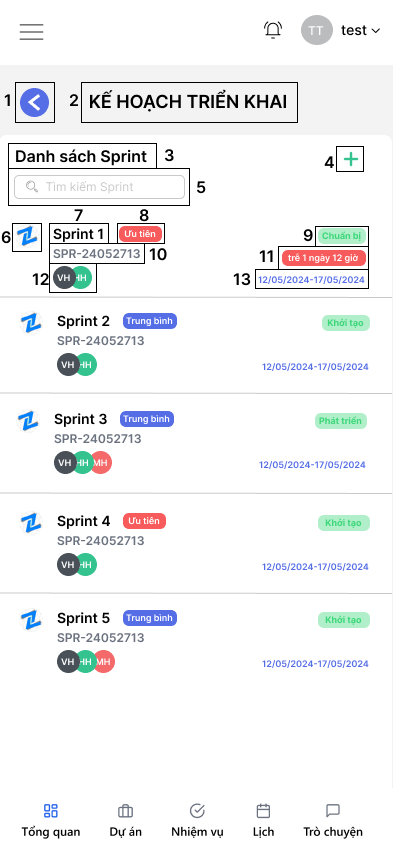 TT test
1 2 KẾ HOẠCH TRIỂN KHAI
Danh sách Sprint 3
4
Tìm kiếm Sprint 5
7 8
6 Sprint 1 Ưu tiên 9 Chuẩn bị
SPR-24052713 10 11 trễ 1 ngày 12 giờ
12 VH HH 13 12/05/2024-17/05/2024
Sprint 2 Trung bình Khởi tạo
SPR-24052713
VH HH 12/05/2024-17/05/2024
Sprint 3 Trung bình Phát triển
SPR-24052713
VH HH MH 12/05/2024-17/05/2024
Sprint 4 Ưu tiên Khởi tạo
SPR-24052713
VH HH 12/05/2024-17/05/2024
Sprint 5 Trung bình Khởi tạo
SPR-24052713
VH HH MH 12/05/2024-17/05/2024
Tổng quan Dự án Nhiệm vụ Lịch Trò chuyện